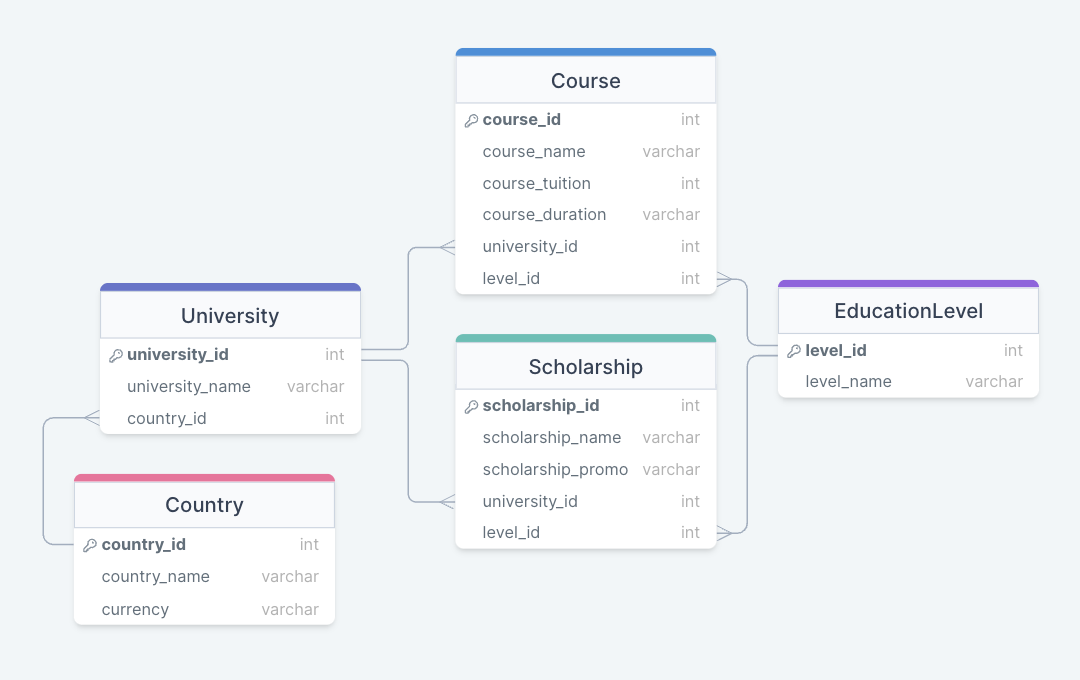 Course
course_id int
course_name varchar
course_tuition int
course_duration varchar
university_id int
level_id int
University
university_id int
university_name varchar
country_id int
Scholarship
scholarship_id int
scholarship_name varchar
scholarship_promo varchar
university_id int
level_id int
EducationLevel
level_id int
level_name varchar
Country
country_id int
country_name varchar
currency varchar